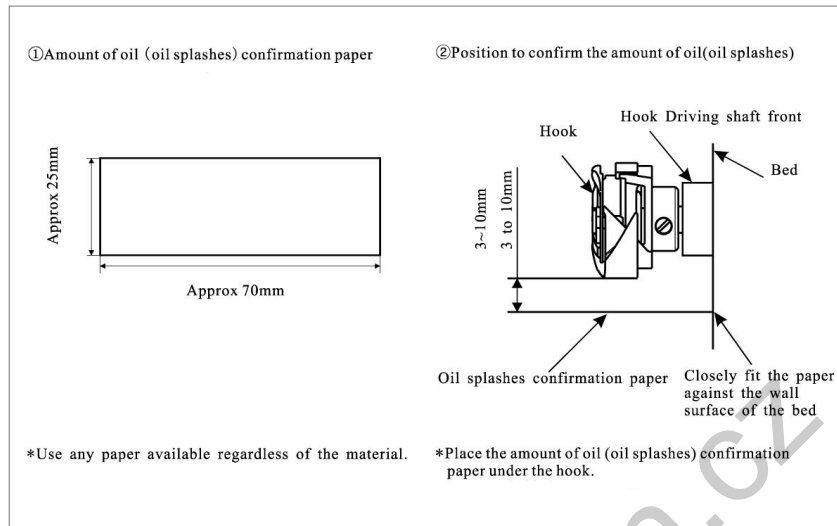 ①Amount of oil (oil splashes) confirmation paper
Approx 25mm
Approx 70mm
*Use any paper available regardless of the material.
②Position to confirm the amount of oil(oil splashes)
Hook Driving shaft front
Hook
Bed
3~10mm
3 to 10mm
Oil splashes confirmation paper
Closely fit the paper
against the wall
surface of the bed
*Place the amount of oil (oil splashes) confirmation
paper under the hook.